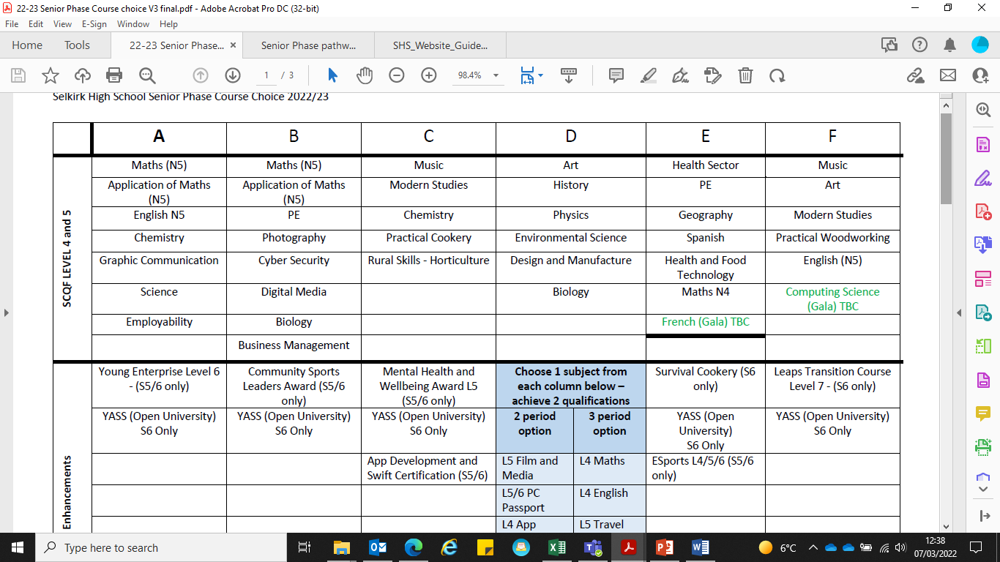 22-23 Senior Phase Course choice V3 final.pdf - Adobe Acrobat Pro DC (32-bit)
File Edit View E-Sign Window Help
Home Tools 22-23 Senior Phase... × Senior Phase pathw... SHS_Website_Guide...
1 / 3 98.4%
Selkirk High School Senior Phase Course Choice 2022/23
A B C D E F
SCQF LEVEL 4 and 5
Maths (N5) Maths (N5) Music Art Health Sector Music
Application of Maths Application of Maths Modern Studies History PE Art
(N5) (N5)
English N5 PE Chemistry Physics Geography Modern Studies
Chemistry Photography Practical Cookery Environmental Science Spanish Practical Woodworking
Graphic Communication Cyber Security Rural Skills - Horticulture Design and Manufacture Health and Food English (N5)
Technology
Science Digital Media Biology Maths N4 Computing Science
(Gala) TBC
Employability Biology French (Gala) TBC
Business Management
Enhancements
Young Enterprise Level 6 Community Sports Mental Health and Choose 1 subject from Survival Cookery (S6 Leaps Transition Course
- (S5/6 only) Leaders Award (S5/6 Wellbeing Award L5 each column below – only) Level 7 - (S6 only)
only) (S5/6 only) achieve 2 qualifications
YASS (Open University) YASS (Open University) YASS (Open University) 2 period 3 period YASS (Open YASS (Open University)
S6 Only S6 Only S6 Only option option University) S6 Only
S6 Only
App Development and L5 Film and L4 Maths ESports L4/5/6 (S5/6
Swift Certification (S5/6) Media only)
L5/6 PC L4 English
Passport
L4 App L5 Travel
Type here to search 6°C 12:38
07/03/2022